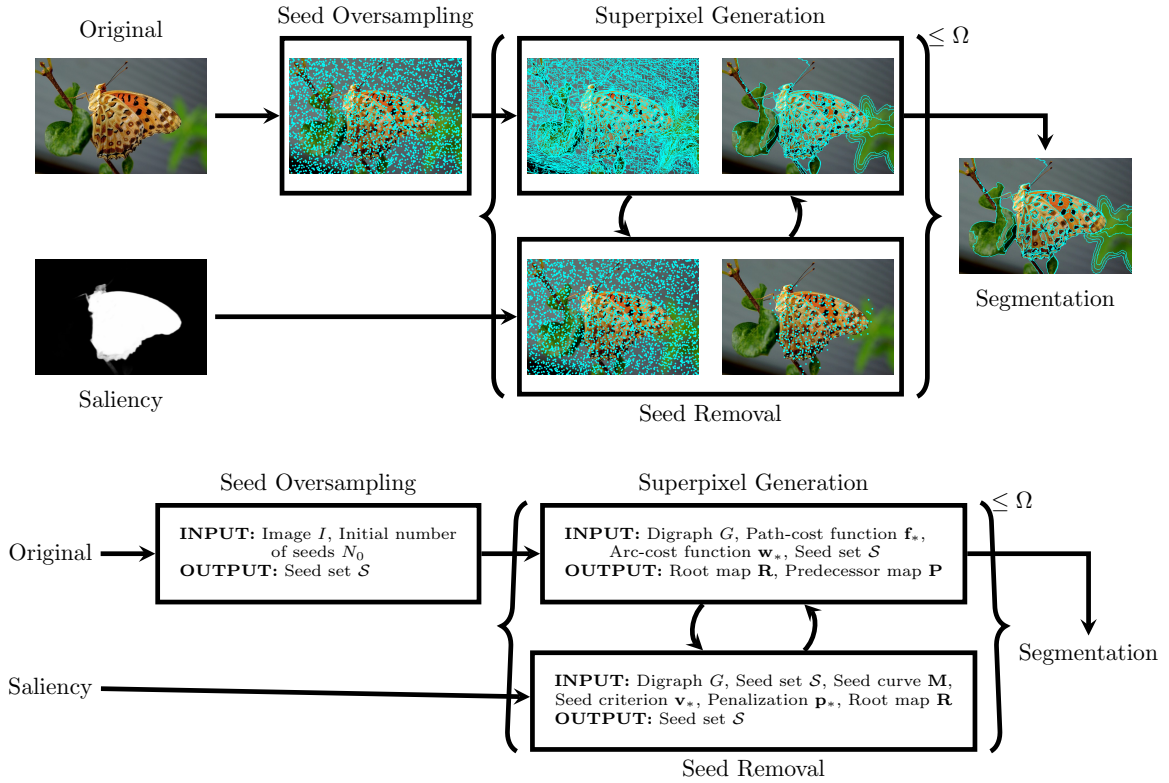 Original
Seed Oversampling
Superpixel Generation
≤ Ω
Segmentation
Saliency
Seed Removal
Seed Oversampling
Superpixel Generation
≤ Ω
Original
INPUT: Image I, Initial number
of seeds N₀
OUTPUT: Seed set 𝒮
INPUT: Digraph G, Path-cost function f∗,
Arc-cost function w∗, Seed set 𝒮
OUTPUT: Root map R, Predecessor map P
Segmentation
Saliency
INPUT: Digraph G, Seed set 𝒮, Seed curve M,
Seed criterion v∗, Penalization p∗, Root map R
OUTPUT: Seed set 𝒮
Seed Removal